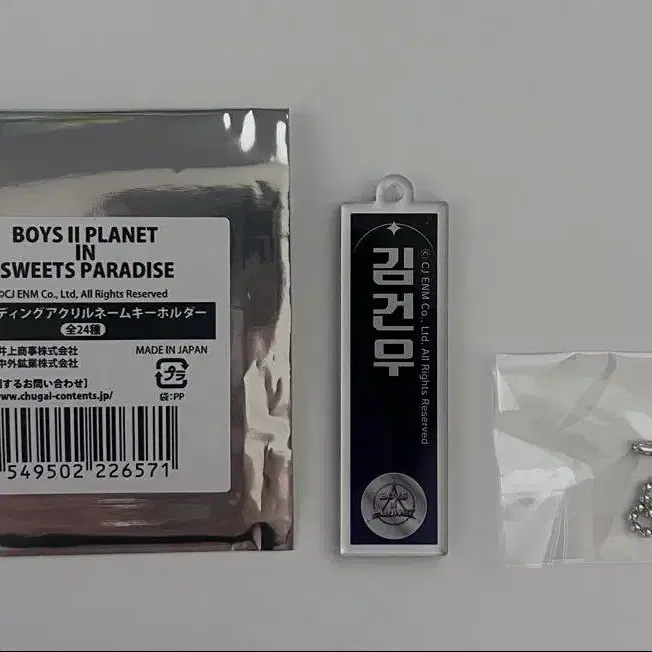 BOYS II PLANET
IN
SWEETS PARADISE
©CJ ENM Co., Ltd, All Rights Reserved
ディングアクリルネームキーホルダー
全24種
井上商事株式会社
中外鉱業株式会社
MADE IN JAPAN
プラ
するお問い合わせ】
袋:PP
www.chugai-contents.jp/
549502 226571
김건우
© CJ ENM Co., Ltd. All Rights Reserved